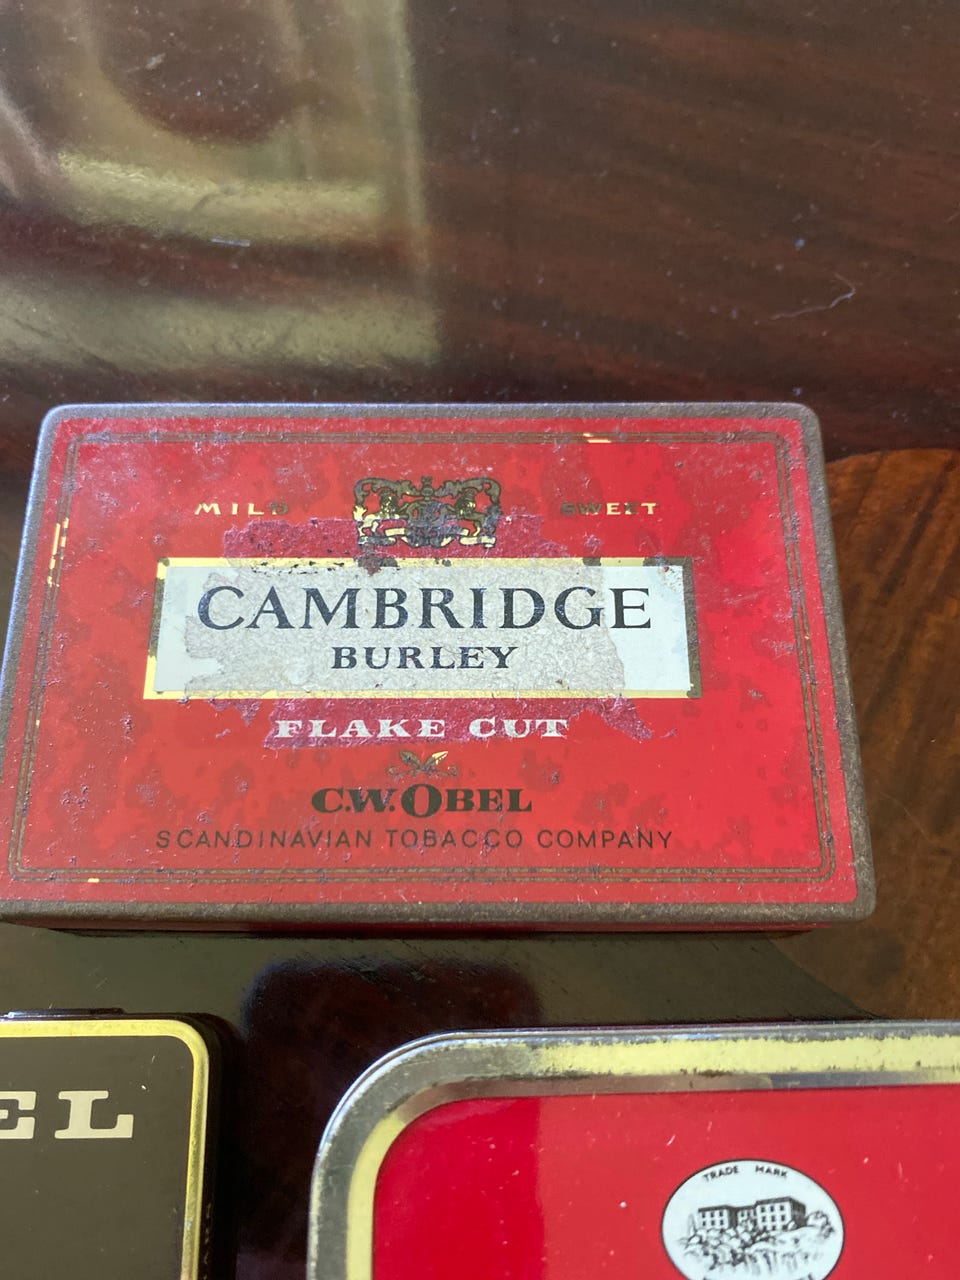 MILD SWEET
CAMBRIDGE
BURLEY
FLAKE CUT
C.W. OBEL
SCANDINAVIAN TOBACCO COMPANY
EL
TRADE MARK